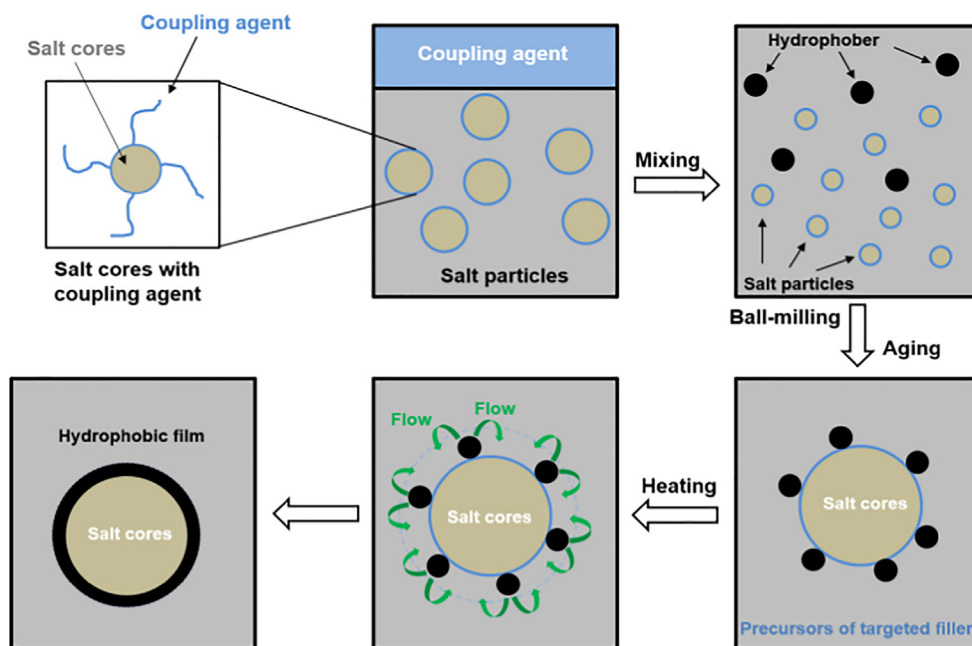 Coupling agent
Salt cores
Salt cores with
coupling agent
Coupling agent
Salt particles
Mixing
Hydrophober
Salt particles
Ball-milling
Aging
Hydrophobic film
Salt cores
Flow
Flow
Salt cores
Heating
Salt cores
Precursors of targeted filler